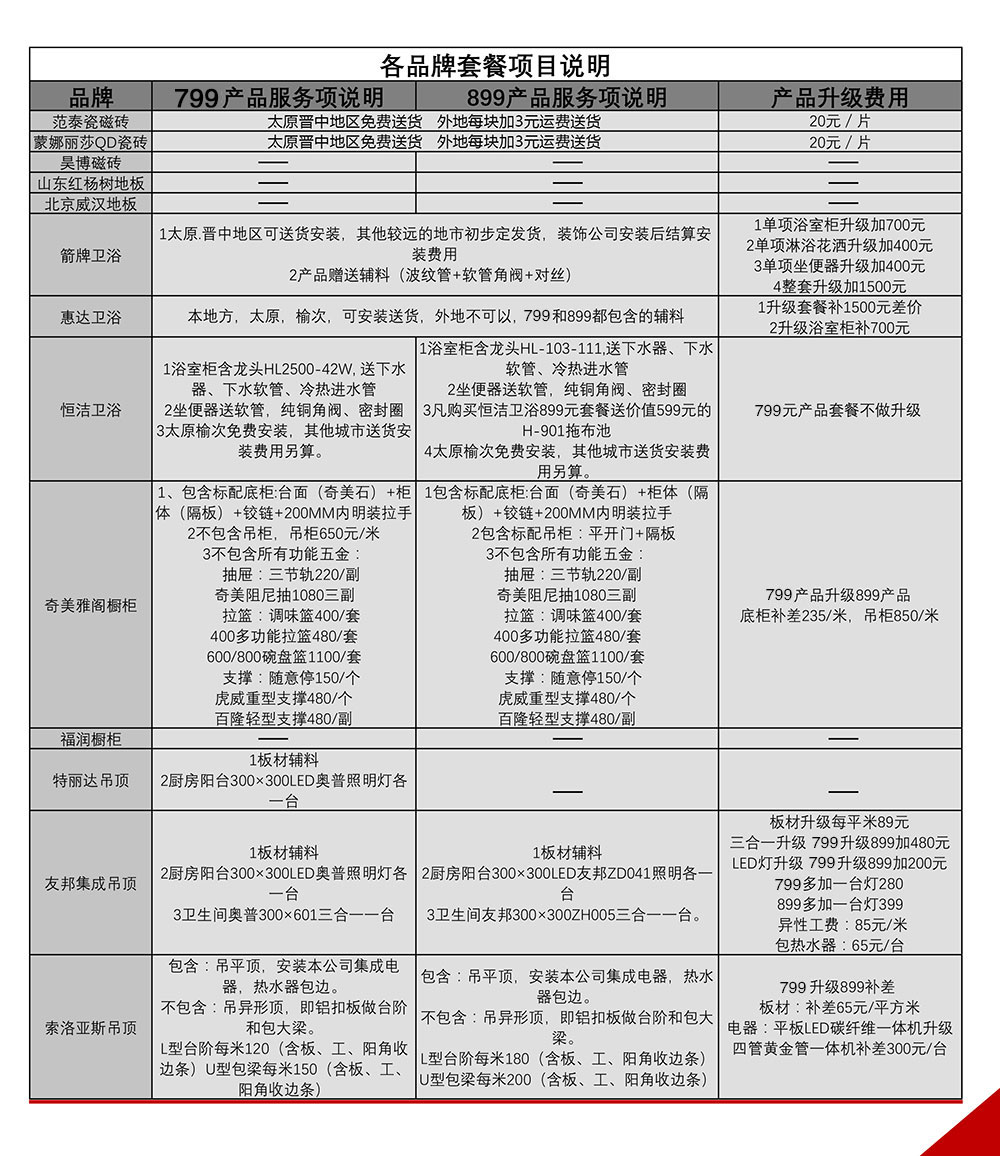 各品牌套餐项目说明
品牌 799产品服务项说明 899产品服务项说明 产品升级费用
范泰瓷磁砖 太原晋中地区免费送货 外地每块加3元运费送货 20元 / 片
蒙娜丽莎QD瓷砖 太原晋中地区免费送货 外地每块加3元运费送货 20元 / 片
昊博磁砖 — — —
山东红杨树地板 — — —
北京威汉地板 — — —
箭牌卫浴
1太原.晋中地区可送货安装，其他较远的地市初步定发货，装饰公司安装后结算安
装费用
2产品赠送辅料（波纹管+软管角阀+对丝）
1单项浴室柜升级加700元
2单项淋浴花洒升级加400元
3单项坐便器升级加400元
4整套升级加1500元
惠达卫浴
本地方，太原，榆次，可安装送货，外地不可以, 799和899都包含的辅料
1升级套餐补1500元差价
2升级浴室柜补700元
恒洁卫浴
1浴室柜含龙头HL2500-42W, 送下水
器、下水软管、冷热进水管
2坐便器送软管，纯铜角阀、密封圈
3太原榆次免费安装，其他城市送货安
装费用另算。
1浴室柜含龙头HL-103-111,送下水器、下水
软管、冷热进水管
2坐便器送软管，纯铜角阀、密封圈
3凡购买恒洁卫浴899元套餐送价值599元的
H-901拖布池
4太原榆次免费安装，其他城市送货安装费
用另算。
799元产品套餐不做升级
奇美雅阁橱柜
1、包含标配底柜:台面（奇美石）+柜
体（隔板）+铰链+200MM内明装拉手
2不包含吊柜，吊柜650元/米
3不包含所有功能五金：
抽屉：三节轨220/副
奇美阻尼抽1080三副
拉篮：调味篮400/套
400多功能拉篮480/套
600/800碗盘篮1100/套
支撑：随意停150/个
虎威重型支撑480/个
百隆轻型支撑480/副
1包含标配底柜:台面（奇美石）+柜体（隔
板）+铰链+200MM内明装拉手
2包含标配吊柜：平开门+隔板
3不包含所有功能五金：
抽屉：三节轨220/副
奇美阻尼抽1080三副
拉篮：调味篮400/套
400多功能拉篮480/套
600/800碗盘篮1100/套
支撑：随意停150/个
虎威重型支撑480/个
百隆轻型支撑480/副
799产品升级899产品
底柜补差235/米，吊柜850/米
福润橱柜 — — —
特丽达吊顶
1板材辅料
2厨房阳台300×300LED奥普照明灯各
一台
— —
友邦集成吊顶
1板材辅料
2厨房阳台300×300LED奥普照明灯各
一台
3卫生间奥普300×601三合一一台
1板材辅料
2厨房阳台300×300LED友邦ZD041照明各一
台
3卫生间友邦300×300ZH005三合一一台。
板材升级每平米89元
三合一升级 799升级899加480元
LED灯升级 799升级899加200元
799多加一台灯280
899多加一台灯399
异性工费：85元/米
包热水器：65元/台
索洛亚斯吊顶
包含：吊平顶，安装本公司集成电
器，热水器包边。
不包含：吊异形顶，即铝扣板做台阶
和包大梁。
L型台阶每米120（含板、工、阳角收
边条）U型包梁每米150（含板、工、
阳角收边条）
包含：吊平顶，安装本公司集成电器，热水
器包边。
不包含：吊异形顶，即铝扣板做台阶和包大
梁。
L型台阶每米180（含板、工、阳角收边条）
U型包梁每米200（含板、工、阳角收边条）
799升级899补差
板材：补差65元/平方米
电器：平板LED碳纤维一体机升级
四管黄金管一体机补差300元/台